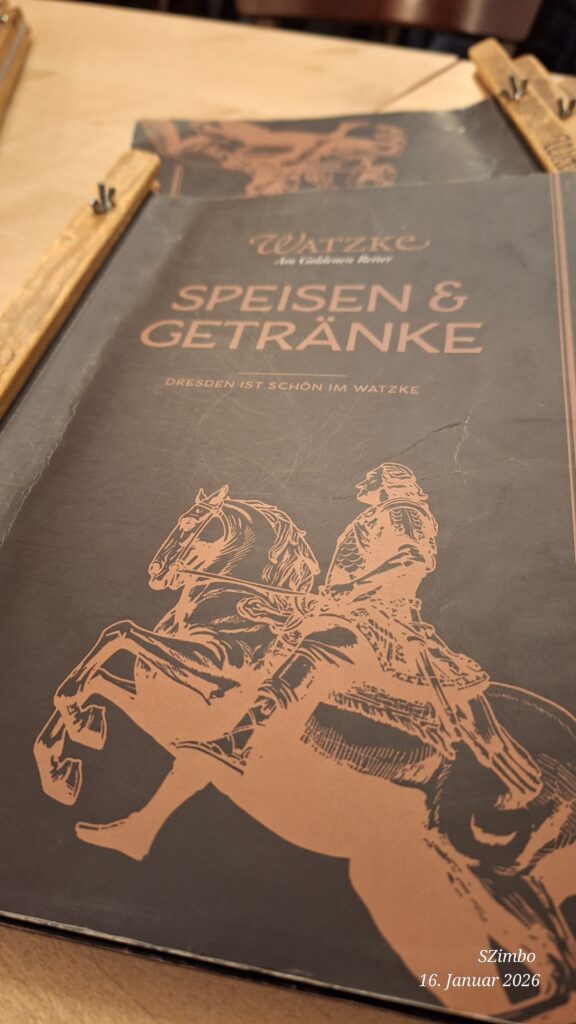 WATZKE
Am Goldenen Reiter
SPEISEN &
GETRÄNKE
DRESDEN IST SCHÖN IM WATZKE
SZimbo
16. Januar 2026